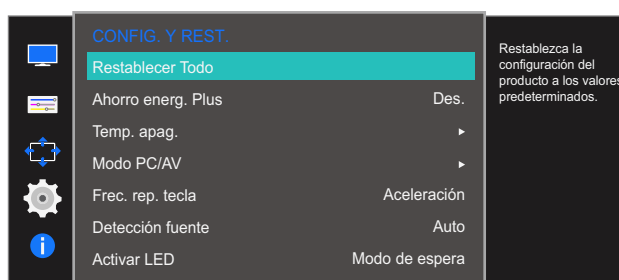 CONFIG. Y REST.
Restablecer Todo
Ahorro energ. Plus Des.
Temp. apag.
Modo PC/AV
Frec. rep. tecla Aceleración
Detección fuente Auto
Activar LED Modo de espera
Restablezca la
configuración del
producto a los valores
predeterminados.